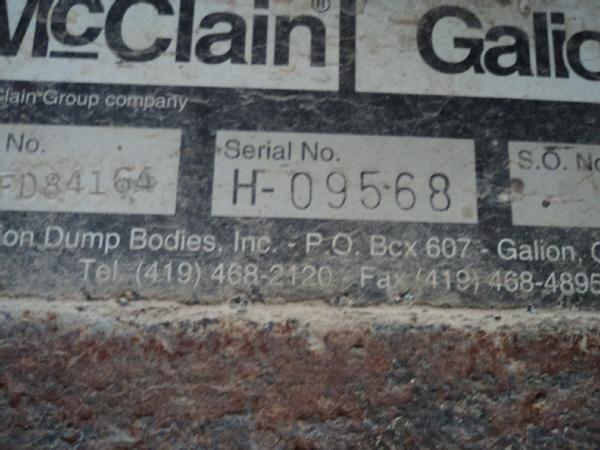 McClain® Galio
Clain Group company
No. Serial No. S.O. No
FD84164 H-09568
ion Dump Bodies, Inc. - P.O. Box 607 - Galion, O
Tel (419) 468-2120 - Fax (419) 468-4895